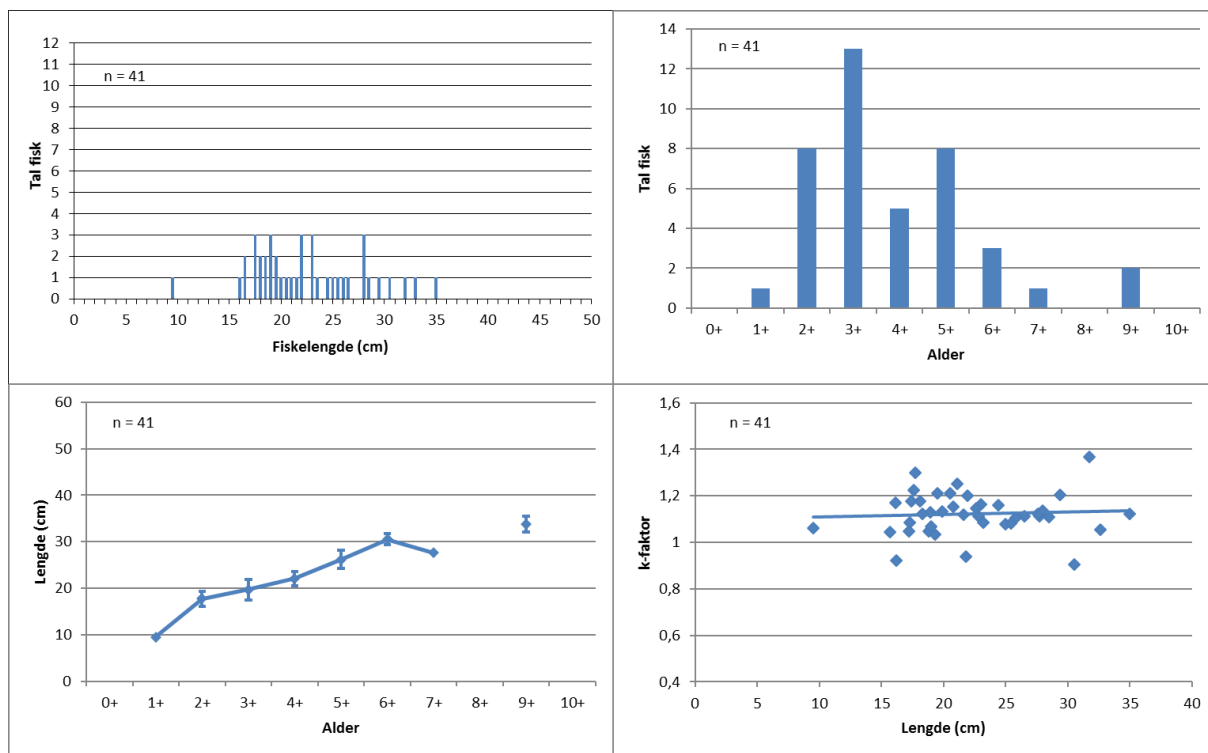 12
11
10
9
8
7
6
5
4
3
2
1
0
n = 41
Tal fisk
0 5 10 15 20 25 30 35 40 45 50
Fiskelengde (cm)
14
12
10
8
6
4
2
0
n = 41
Tal fisk
0+ 1+ 2+ 3+ 4+ 5+ 6+ 7+ 8+ 9+ 10+
Alder
60
50
40
30
20
10
0
n = 41
Lengde (cm)
0+ 1+ 2+ 3+ 4+ 5+ 6+ 7+ 8+ 9+ 10+
Alder
1,6
1,4
1,2
1
0,8
0,6
0,4
n = 41
k-faktor
0 5 10 15 20 25 30 35 40
Lengde (cm)